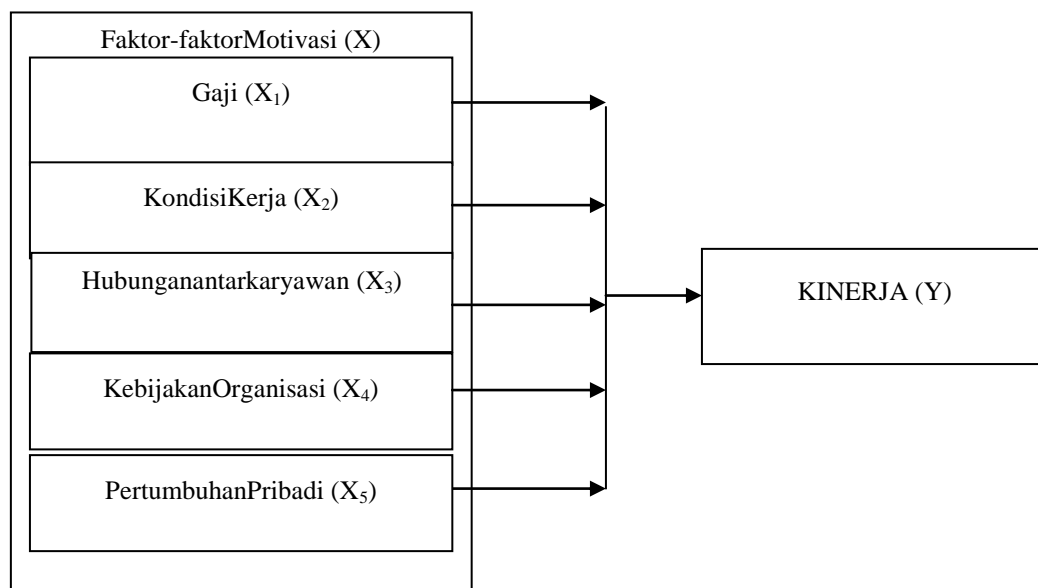 Faktor-faktorMotivasi (X)
Gaji (X₁)
KondisiKerja (X₂)
Hubunganantarkaryawan (X₃)
KebijakanOrganisasi (X₄)
PertumbuhanPribadi (X₅)
KINERJA (Y)